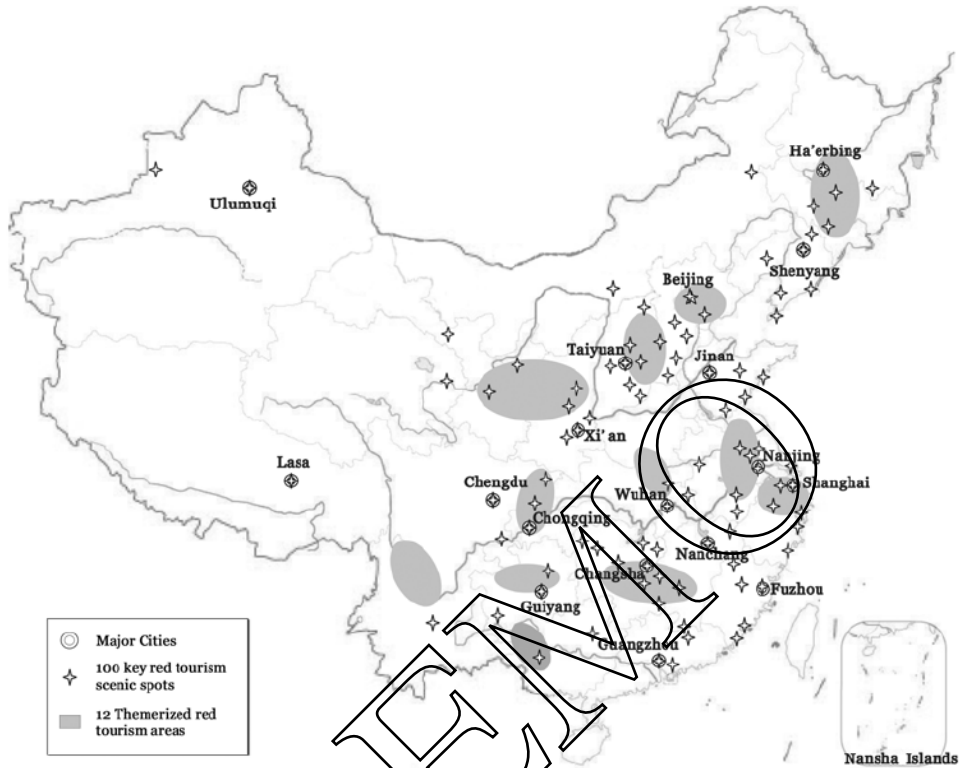 Ha'erbing
Ulumuqi
Shenyang
Beijing
Taiyuan
Jinan
Xi'an
Lasa
Nanjing
Chengdu
Shanghai
Wuhan
Chongqing
Nanchang
Changsha
Fuzhou
Guiyang
Guangzhou
Major Cities
100 key red tourism
scenic spots
12 Themerized red
tourism areas
Nansha Islands
EMO